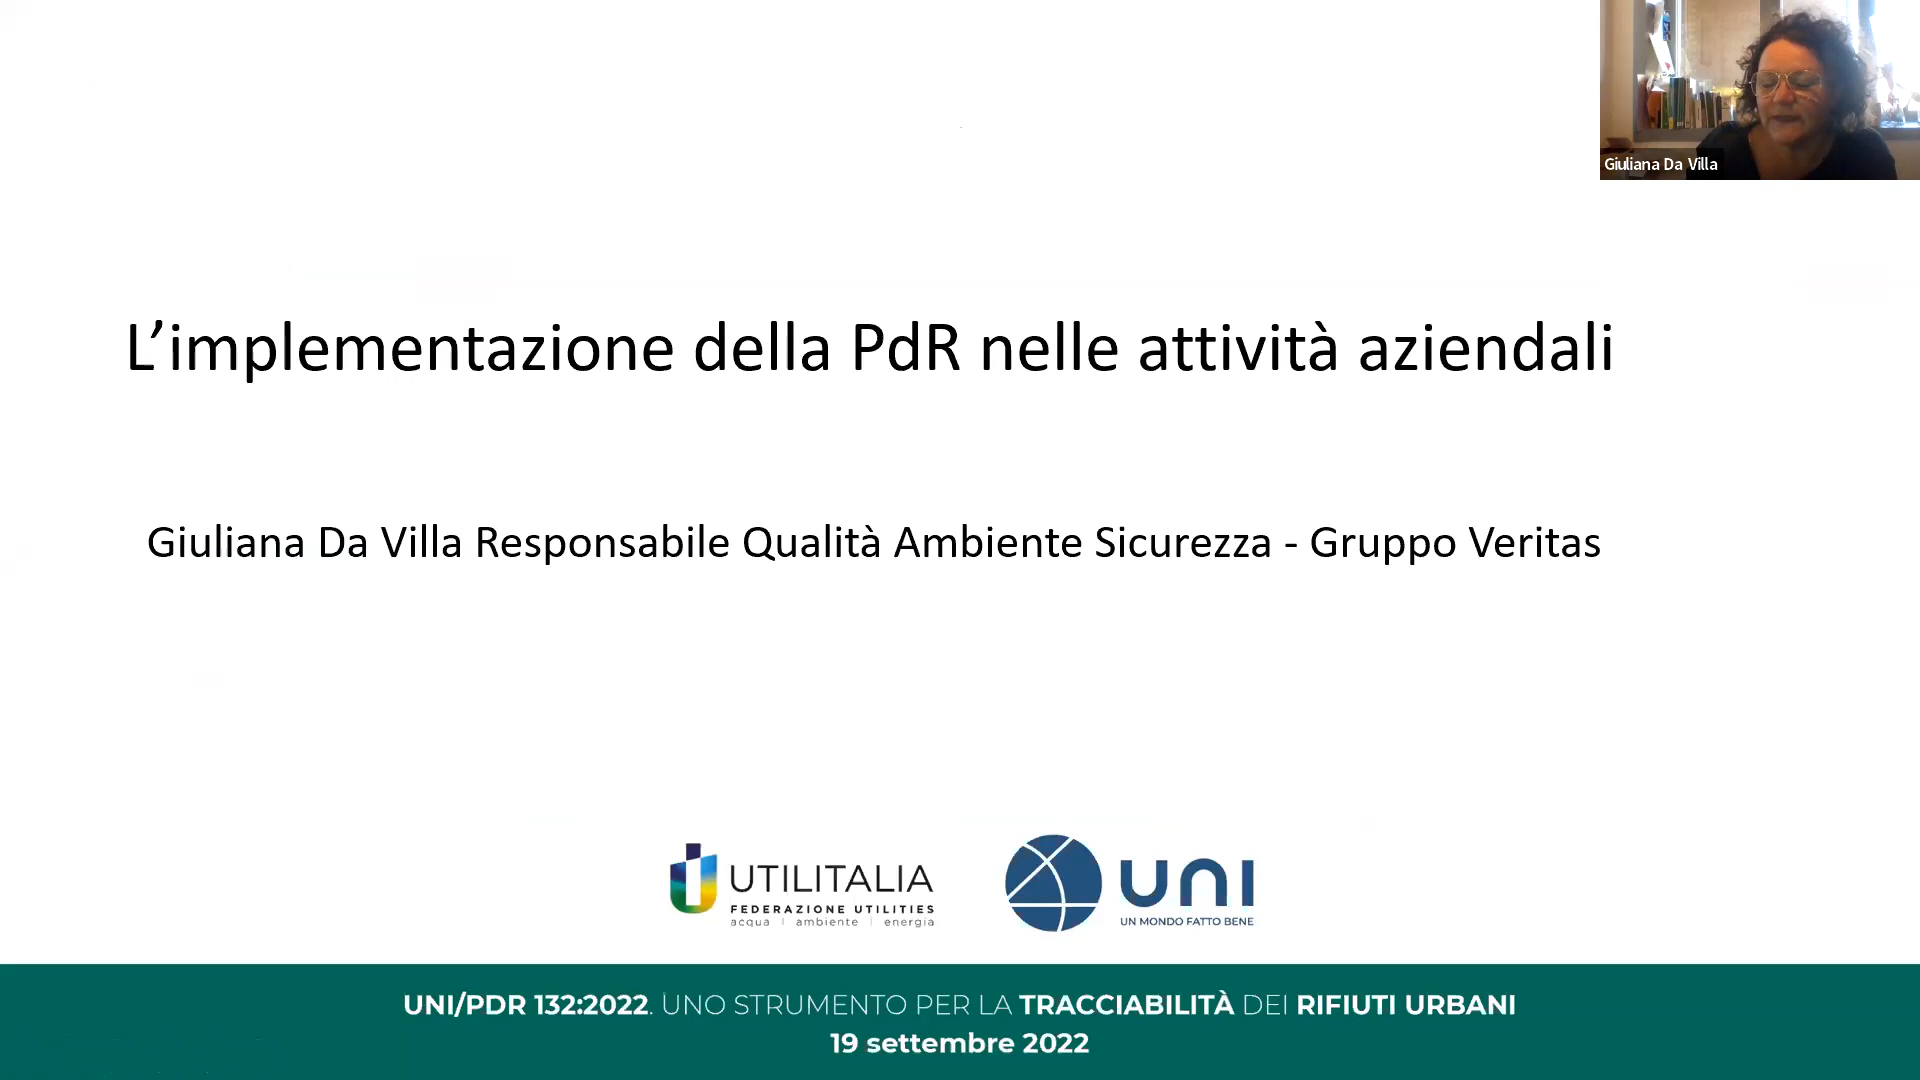 Giuliana Da Villa
L’implementazione della PdR nelle attività aziendali
Giuliana Da Villa Responsabile Qualità Ambiente Sicurezza - Gruppo Veritas
UTILITALIA
FEDERAZIONE UTILITIES
acqua | ambiente | energia
UNI
UN MONDO FATTO BENE
UNI/PDR 132:2022. UNO STRUMENTO PER LA TRACCIABILITÀ DEI RIFIUTI URBANI
19 settembre 2022